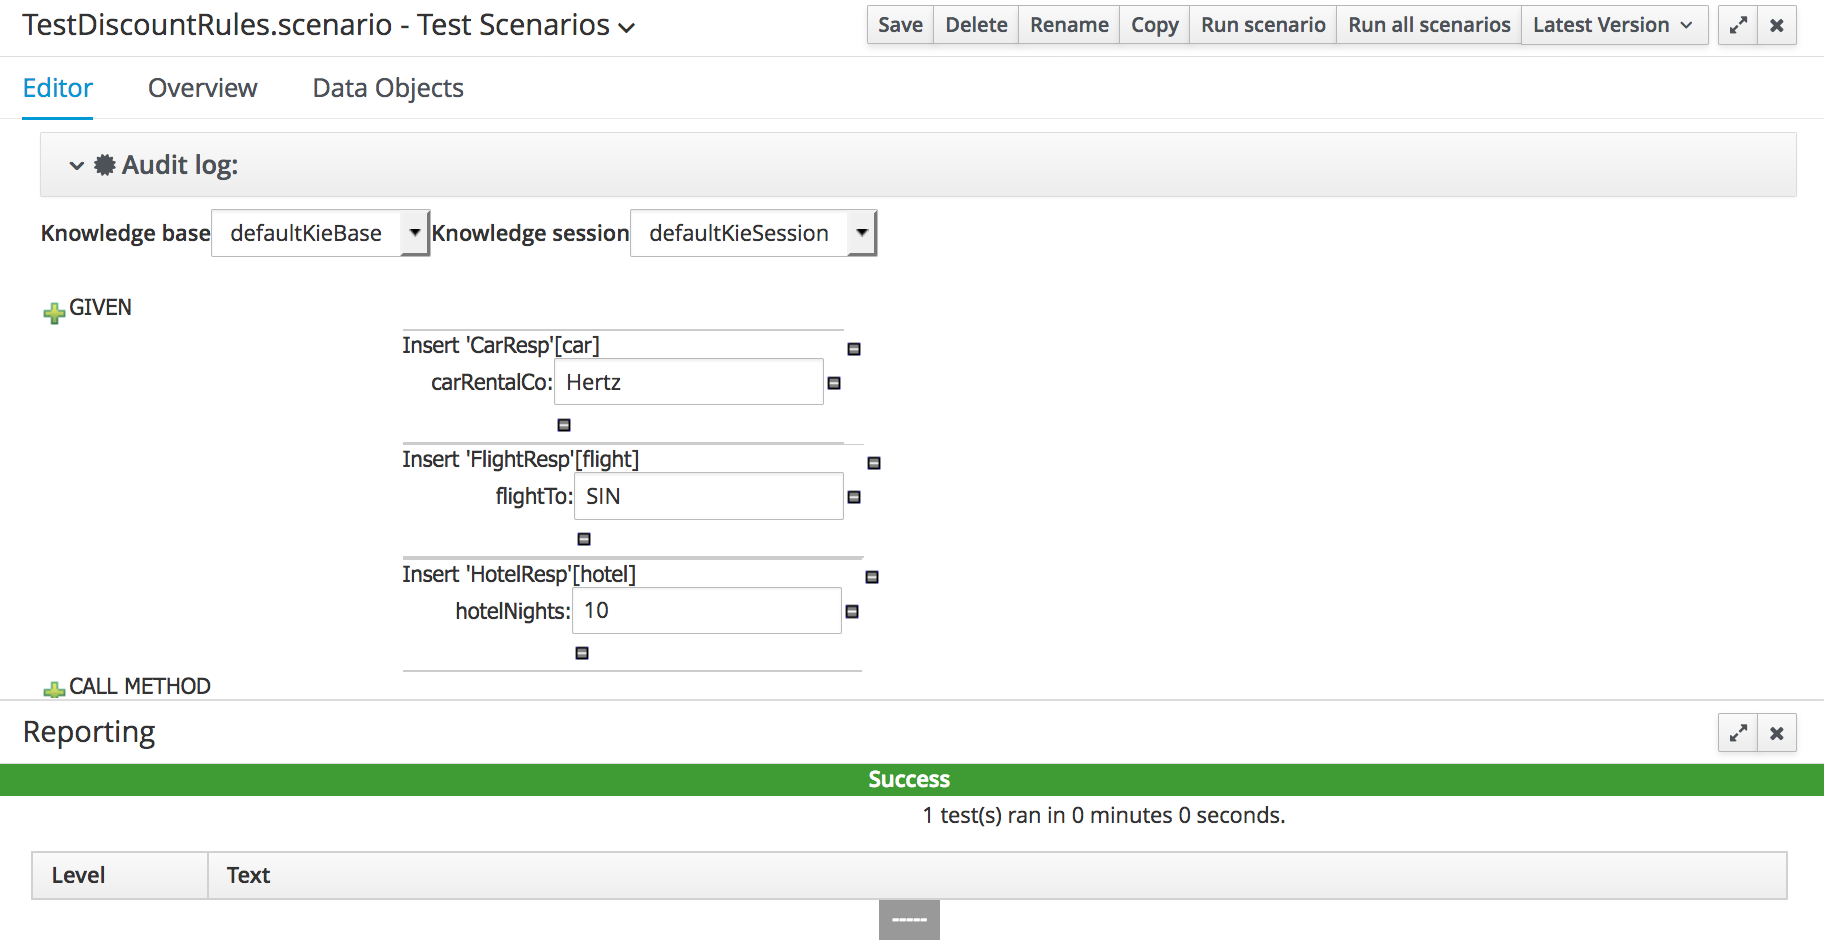 TestDiscountRules.scenario - Test Scenarios
Save Delete Rename Copy Run scenario Run all scenarios Latest Version
Editor Overview Data Objects
Audit log:
Knowledge base defaultKieBase Knowledge session defaultKieSession
GIVEN
Insert 'CarResp'[car]
carRentalCo: Hertz
Insert 'FlightResp'[flight]
flightTo: SIN
Insert 'HotelResp'[hotel]
hotelNights: 10
CALL METHOD
Reporting
Success
1 test(s) ran in 0 minutes 0 seconds.
Level Text
-----